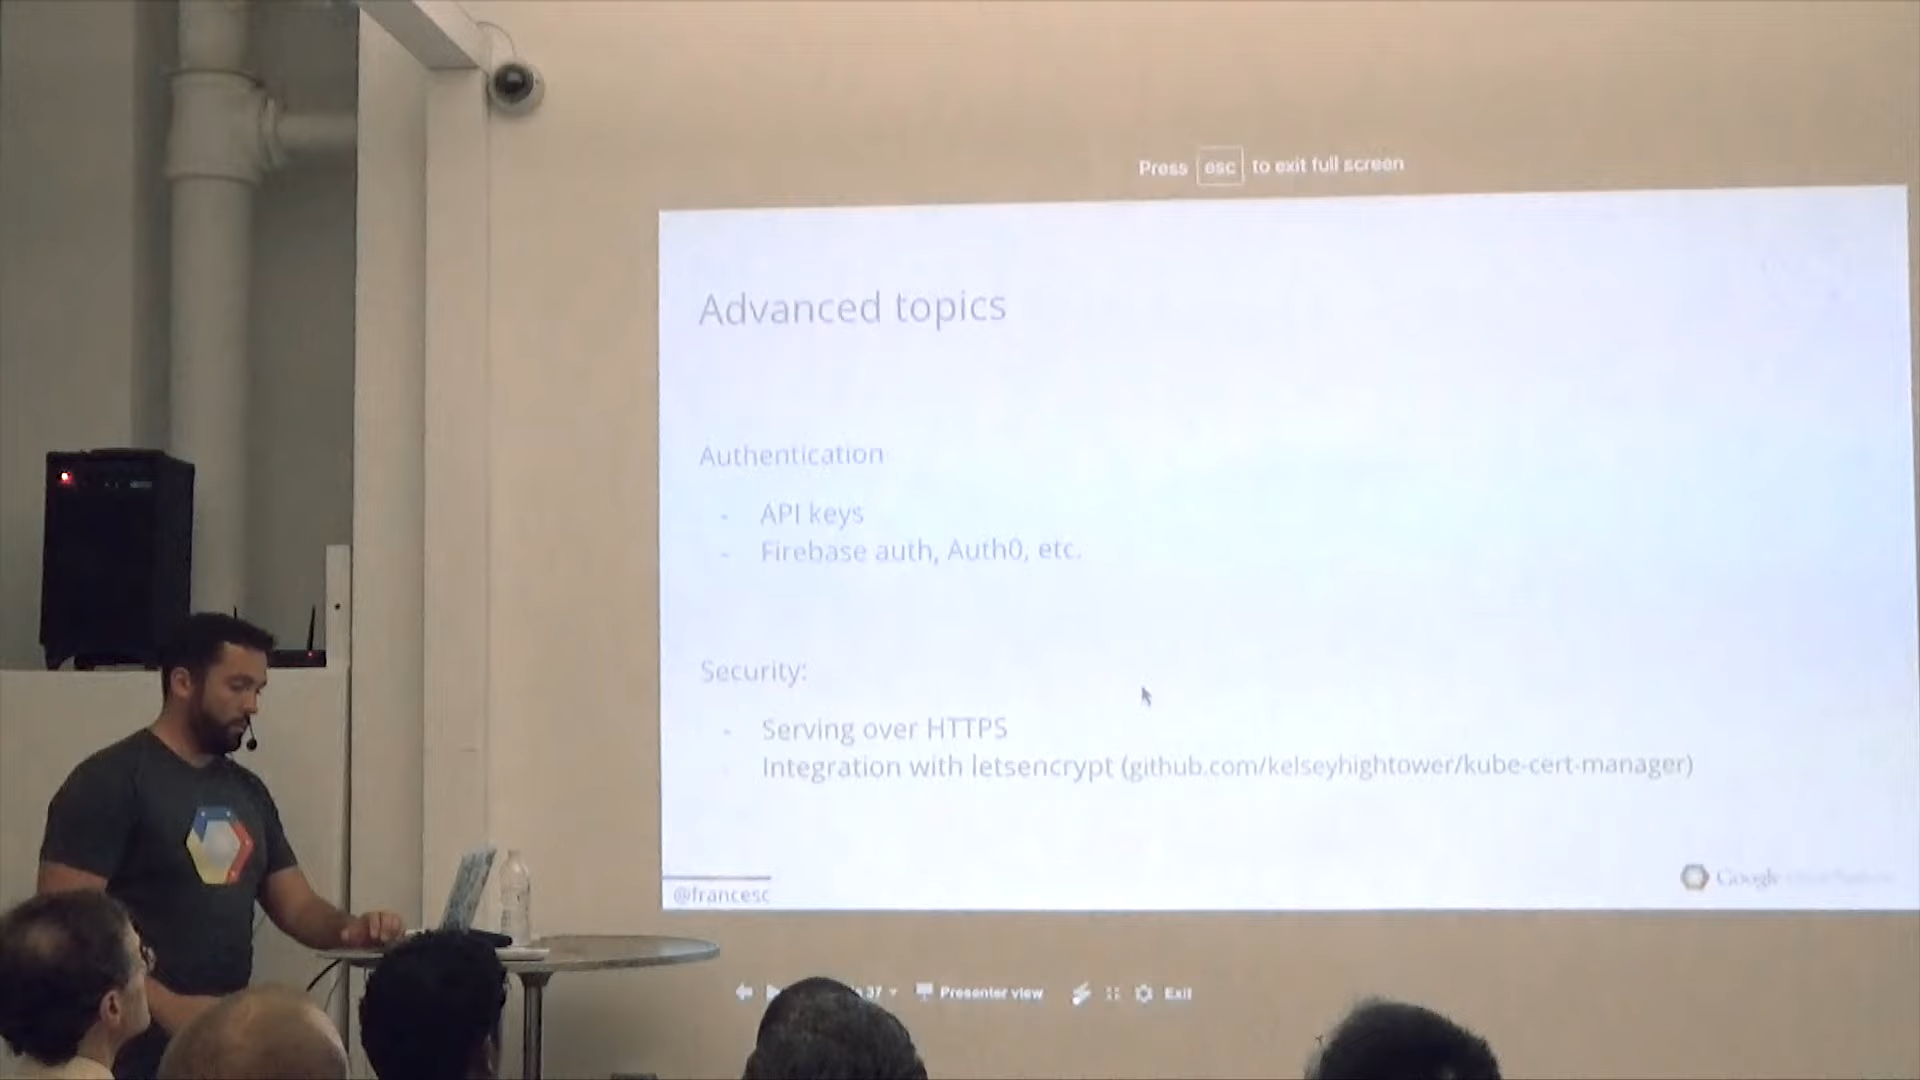 Press esc to exit full screen
Advanced topics
Authentication
- API keys
- Firebase auth, Auth0, etc.
Security:
- Serving over HTTPS
- Integration with letsencrypt (github.com/kelseyhightower/kube-cert-manager)
@francesc
Google
37
Presenter view
Exit